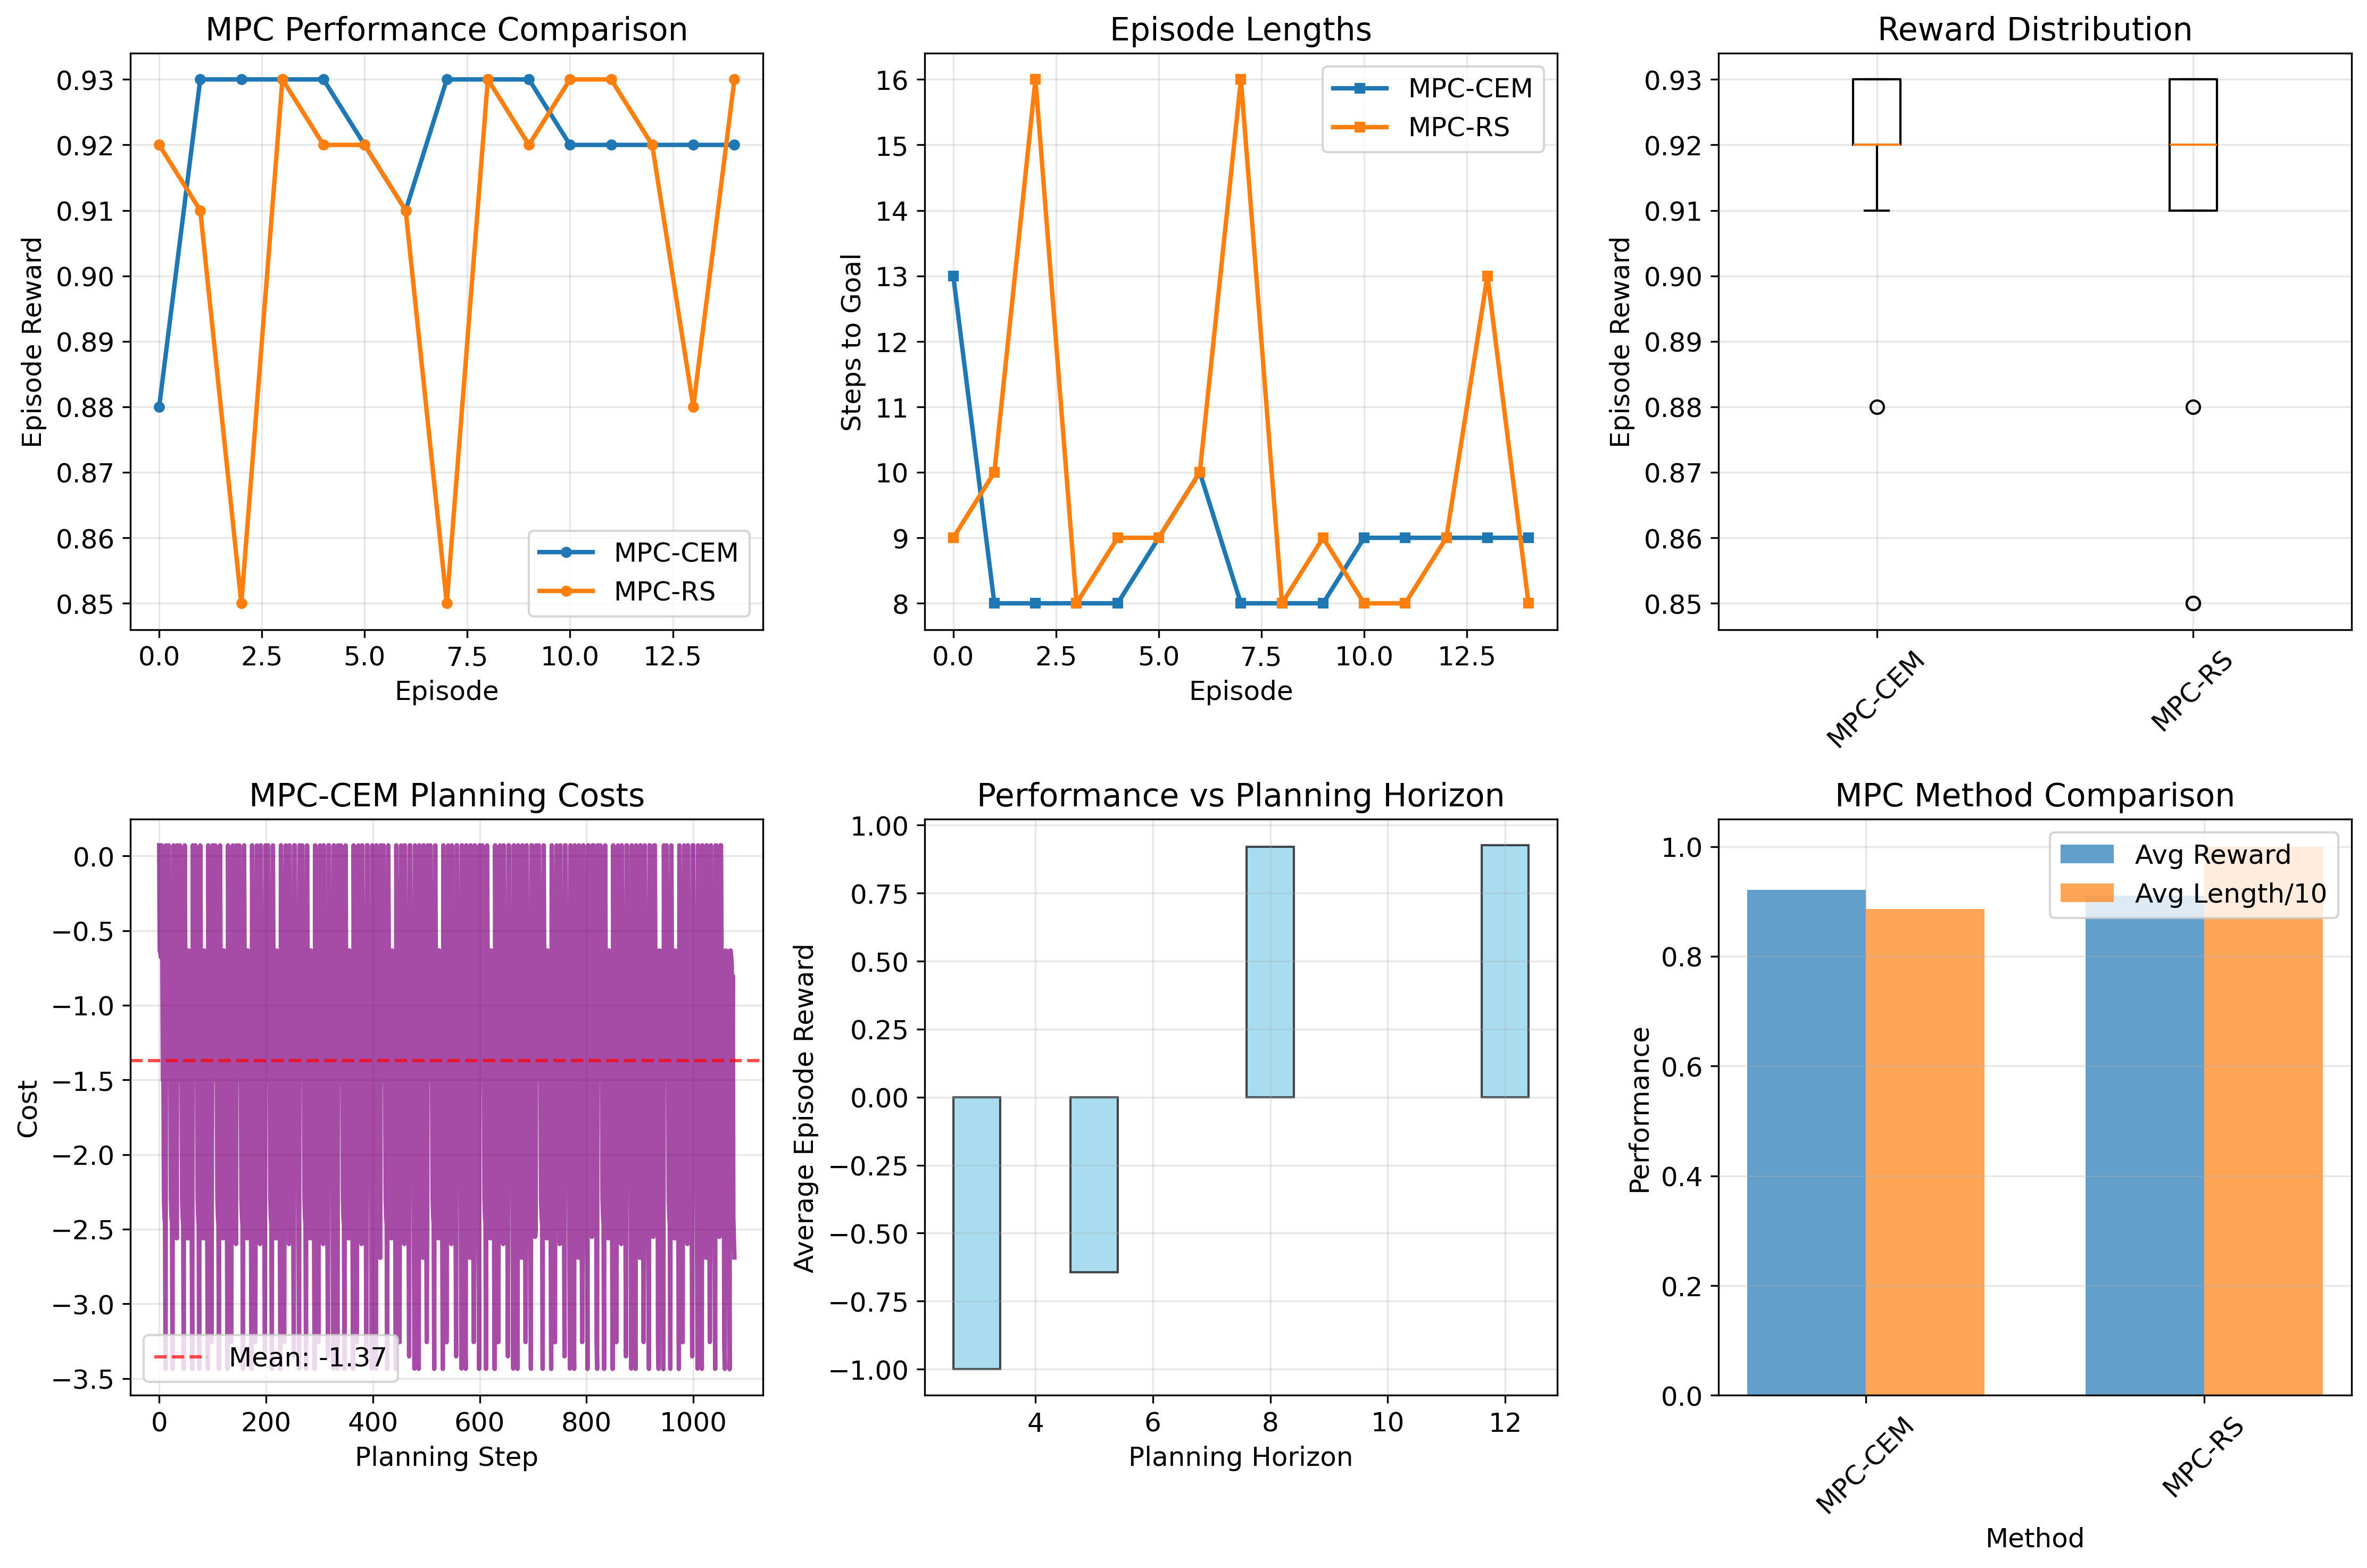 MPC Performance Comparison
Episode Reward
0.93
0.92
0.91
0.90
0.89
0.88
0.87
0.86
0.85
MPC-CEM
MPC-RS
0.0 2.5 5.0 7.5 10.0 12.5
Episode
Episode Lengths
Steps to Goal
16
15
14
13
12
11
10
9
8
MPC-CEM
MPC-RS
0.0 2.5 5.0 7.5 10.0 12.5
Episode
Reward Distribution
Episode Reward
0.93
0.92
0.91
0.90
0.89
0.88
0.87
0.86
0.85
MPC-CEM
MPC-RS
MPC-CEM Planning Costs
Cost
0.0
−0.5
−1.0
−1.5
−2.0
−2.5
−3.0
−3.5
Mean: -1.37
0 200 400 600 800 1000
Planning Step
Performance vs Planning Horizon
Average Episode Reward
1.00
0.75
0.50
0.25
0.00
−0.25
−0.50
−0.75
−1.00
4 6 8 10 12
Planning Horizon
MPC Method Comparison
Performance
1.0
0.8
0.6
0.4
0.2
0.0
Avg Reward
Avg Length/10
MPC-CEM
MPC-RS
Method